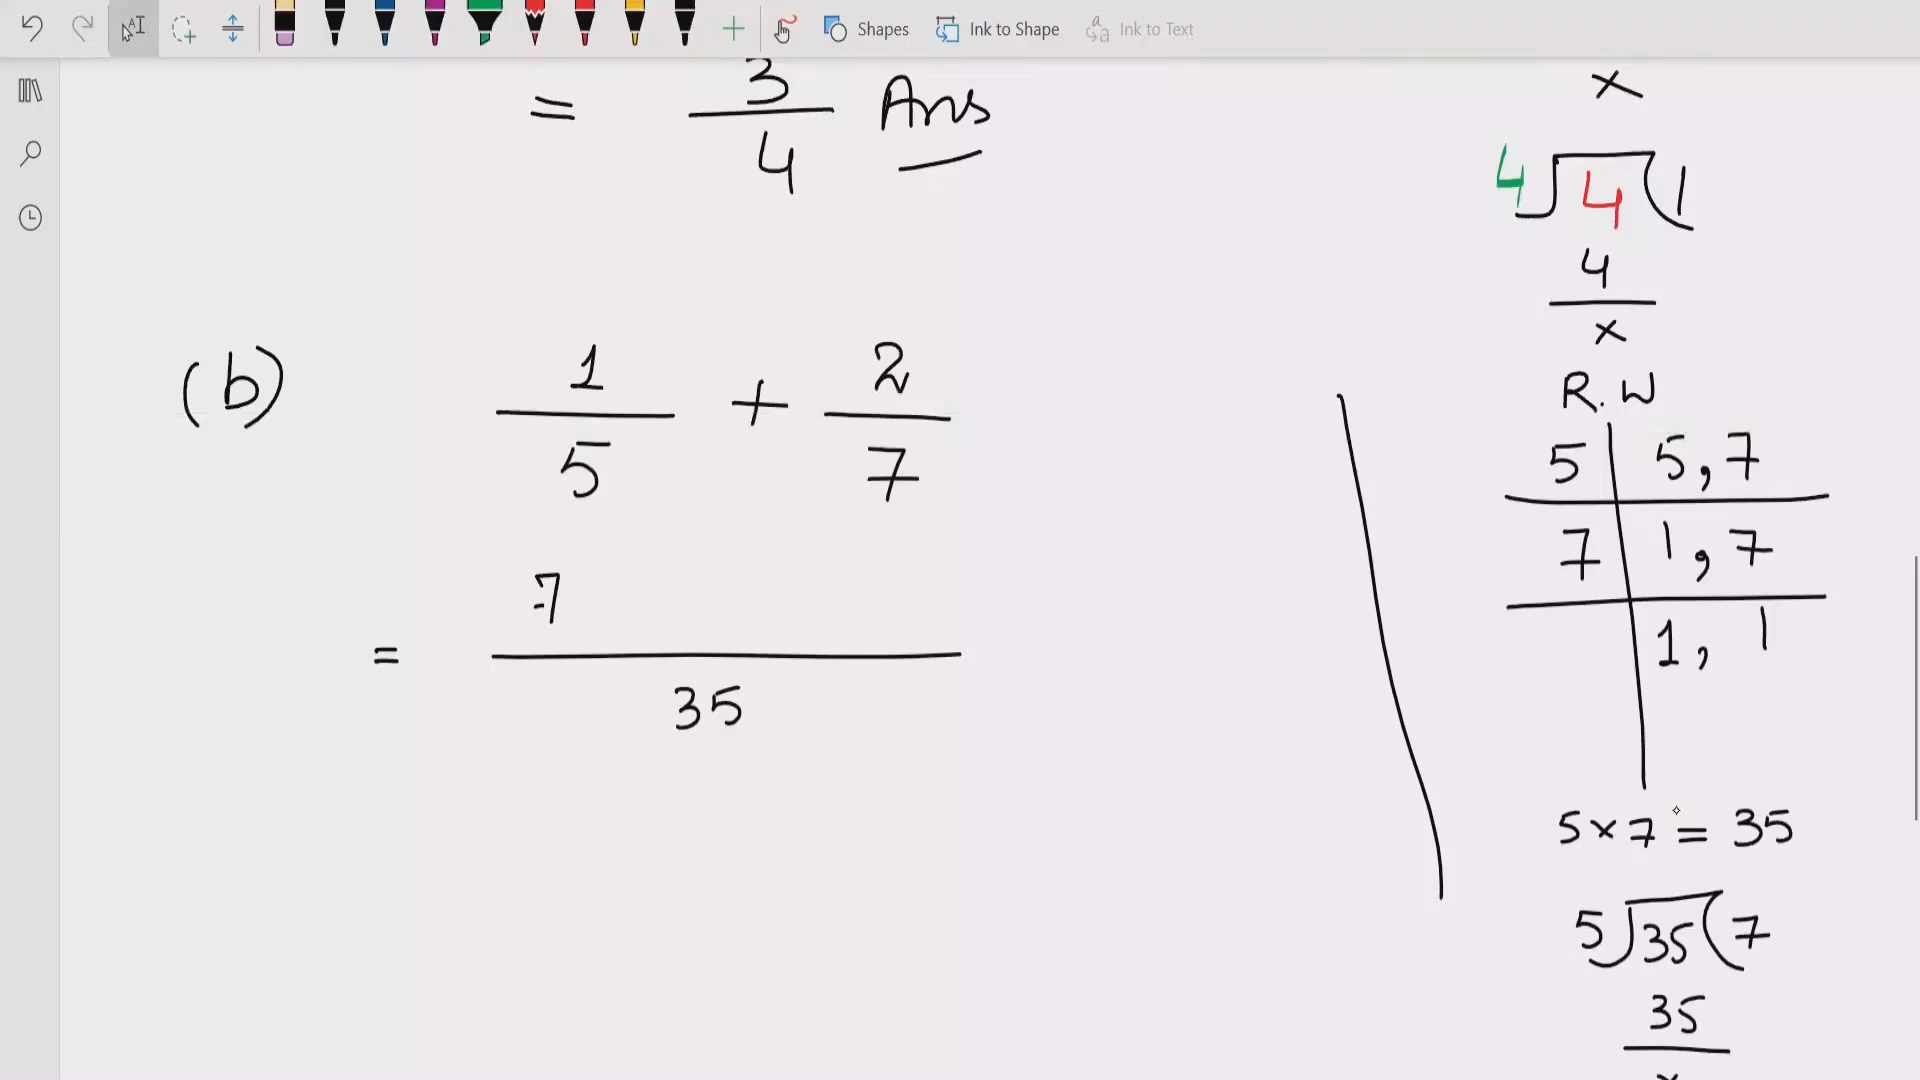 Shapes Ink to Shape Ink to Text
= 3/4 Ans
x
4 ) 4 ( 1
4
x
(b) 1/5 + 2/7
R.W
5 | 5, 7
7 | 1, 7
1, 1
= 7 / 35
5 x 7 = 35
5 ) 35 ( 7
35